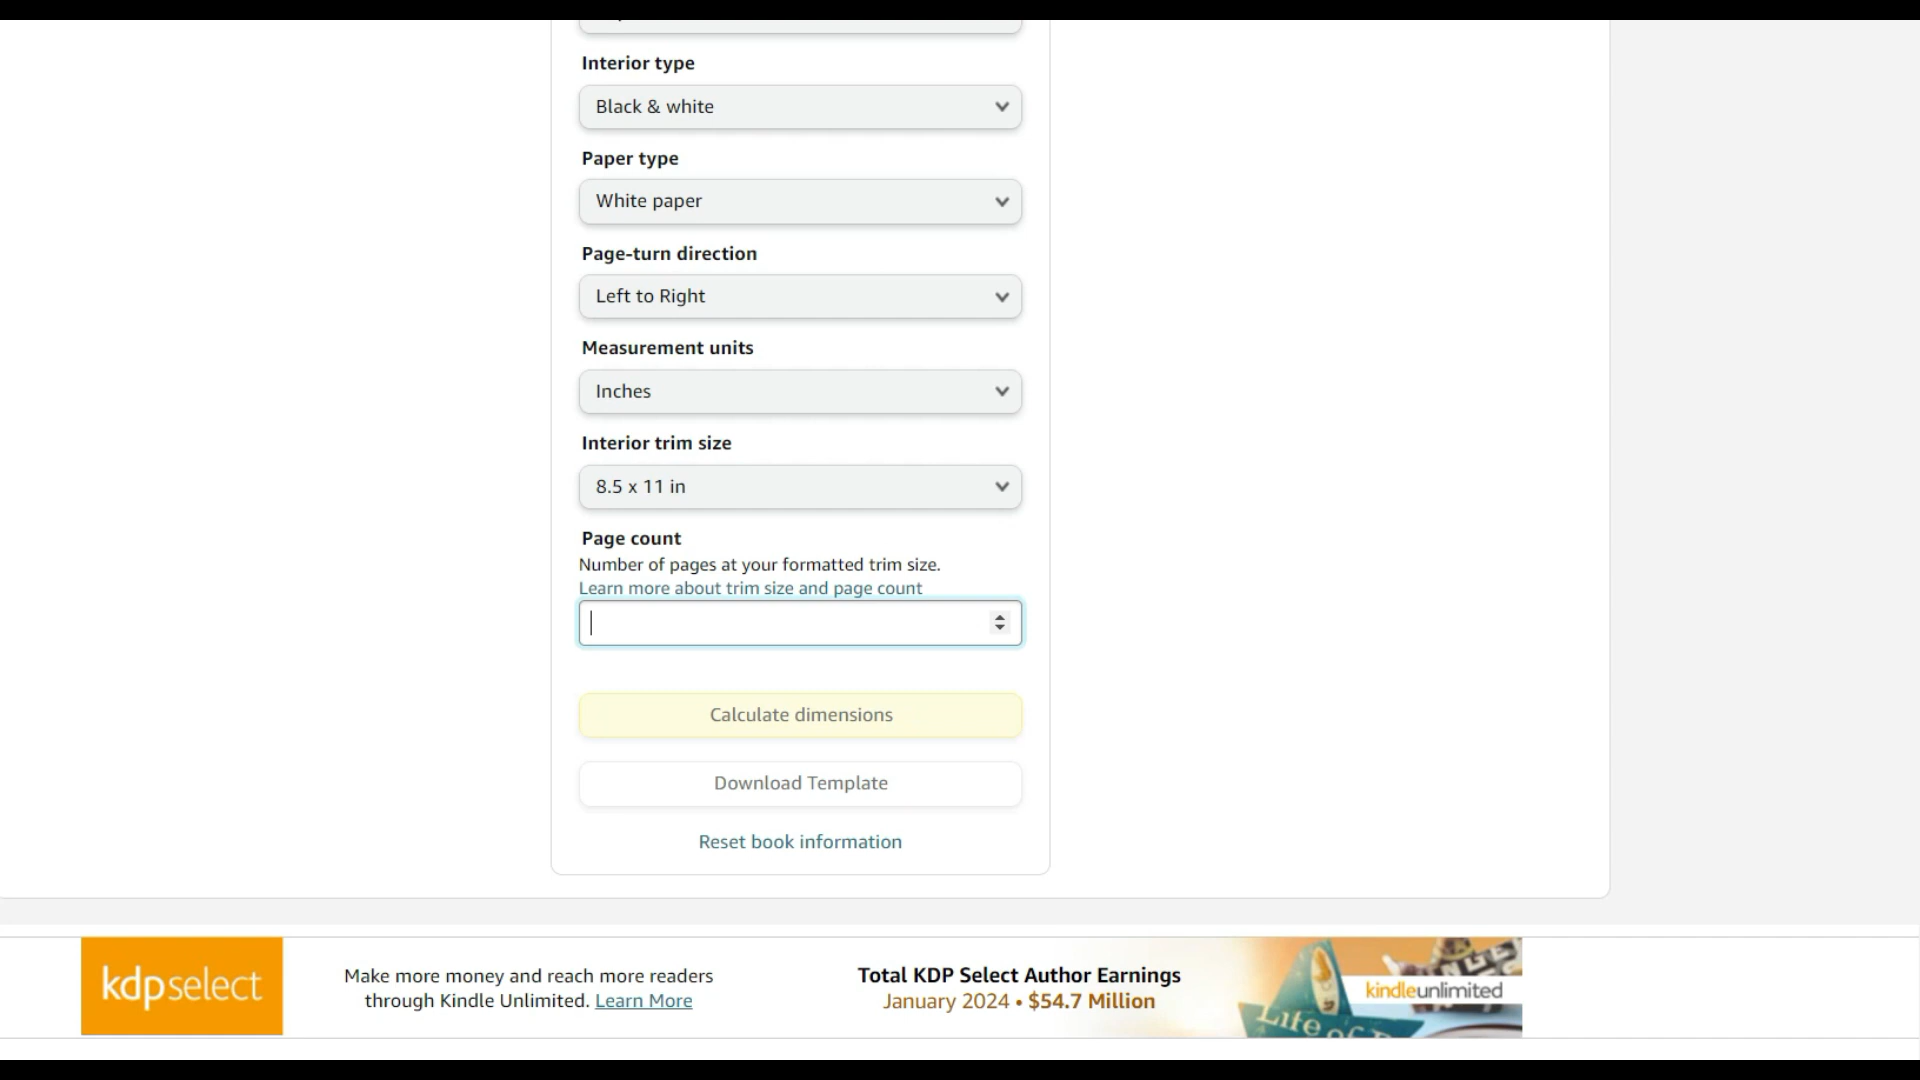 Interior type
Black & white
Paper type
White paper
Page-turn direction
Left to Right
Measurement units
Inches
Interior trim size
8.5 x 11 in
Page count
Number of pages at your formatted trim size.
Learn more about trim size and page count
Calculate dimensions
Download Template
Reset book information
kdpselect
Make more money and reach more readers
through Kindle Unlimited. Learn More
Total KDP Select Author Earnings
January 2024 • $54.7 Million
kindleunlimited
Life of